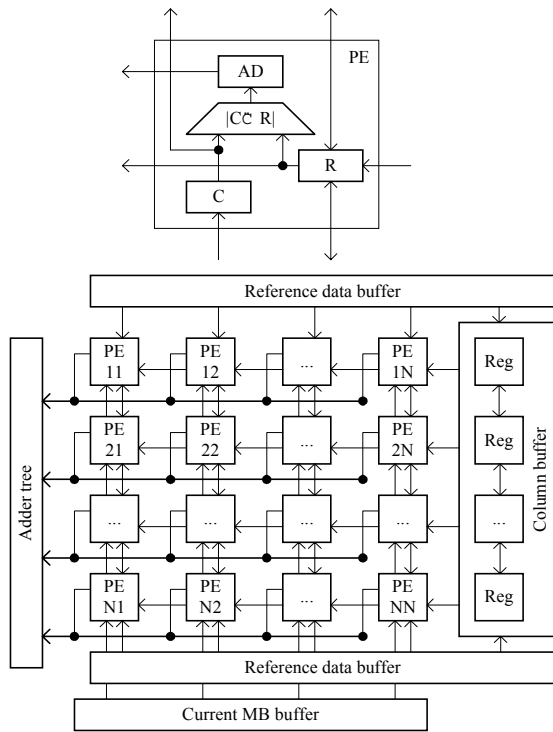 PE
AD
|CC R|
R
C
Reference data buffer
PE 11
PE 12
...
PE 1N
Reg
PE 21
PE 22
...
PE 2N
Reg
Adder tree
...
...
...
...
...
Column buffer
PE N1
PE N2
...
PE NN
Reg
Reference data buffer
Current MB buffer